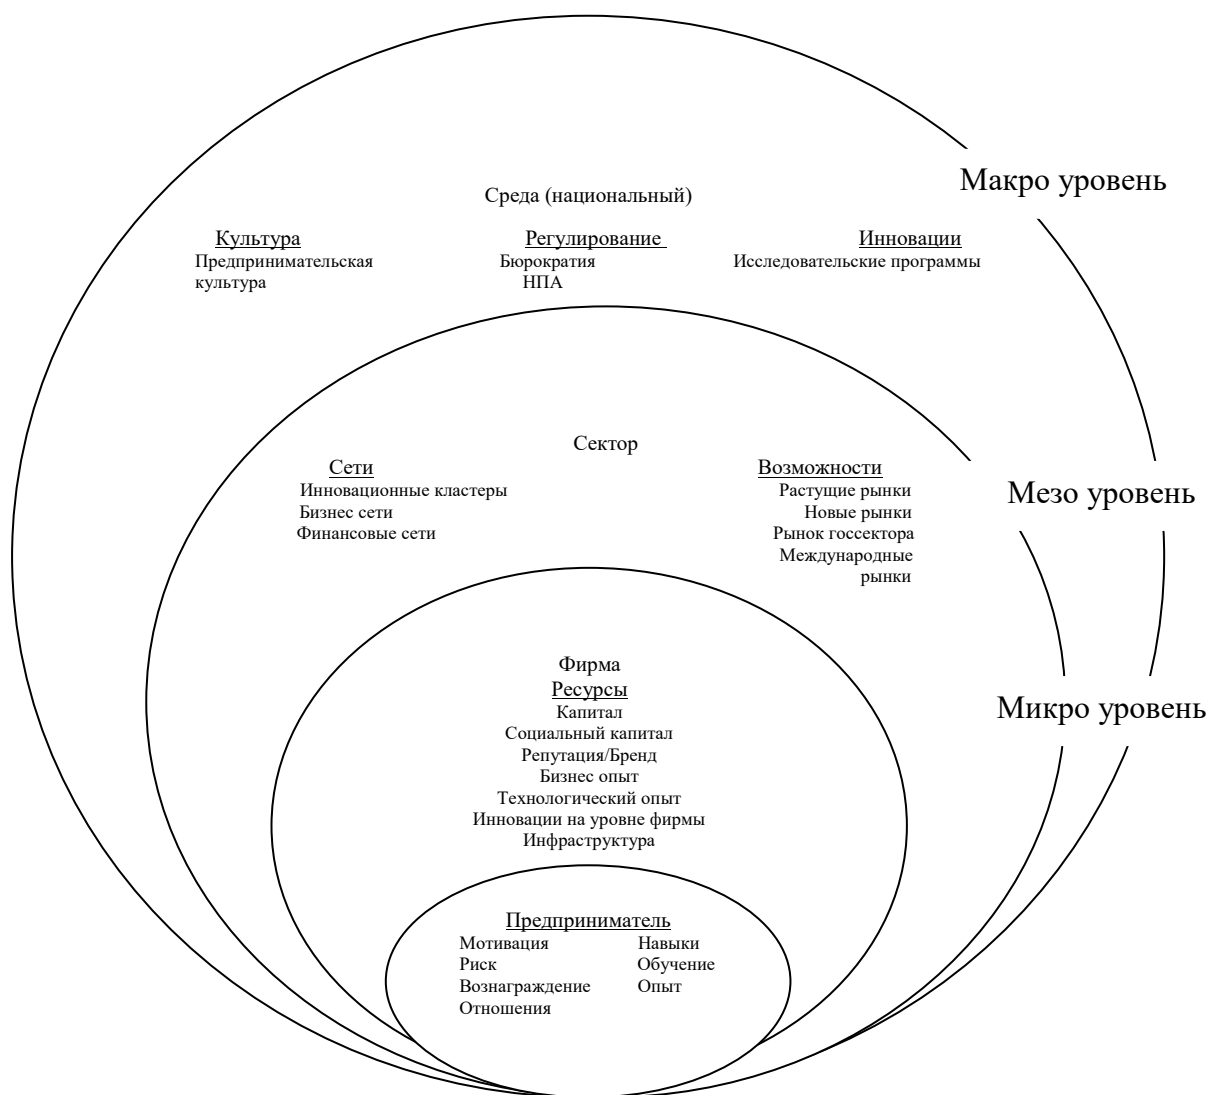 Макро уровень
Среда (национальный)
Культура
Предпринимательская
культура
Регулирование
Бюрократия
НПА
Инновации
Исследовательские программы
Сектор
Сети
Инновационные кластеры
Бизнес сети
Финансовые сети
Возможности
Растущие рынки
Новые рынки
Рынок госсектора
Международные
рынки
Мезо уровень
Фирма
Ресурсы
Капитал
Социальный капитал
Репутация/Бренд
Бизнес опыт
Технологический опыт
Инновации на уровне фирмы
Инфраструктура
Микро уровень
Предприниматель
Мотивация
Риск
Вознаграждение
Отношения
Навыки
Обучение
Опыт